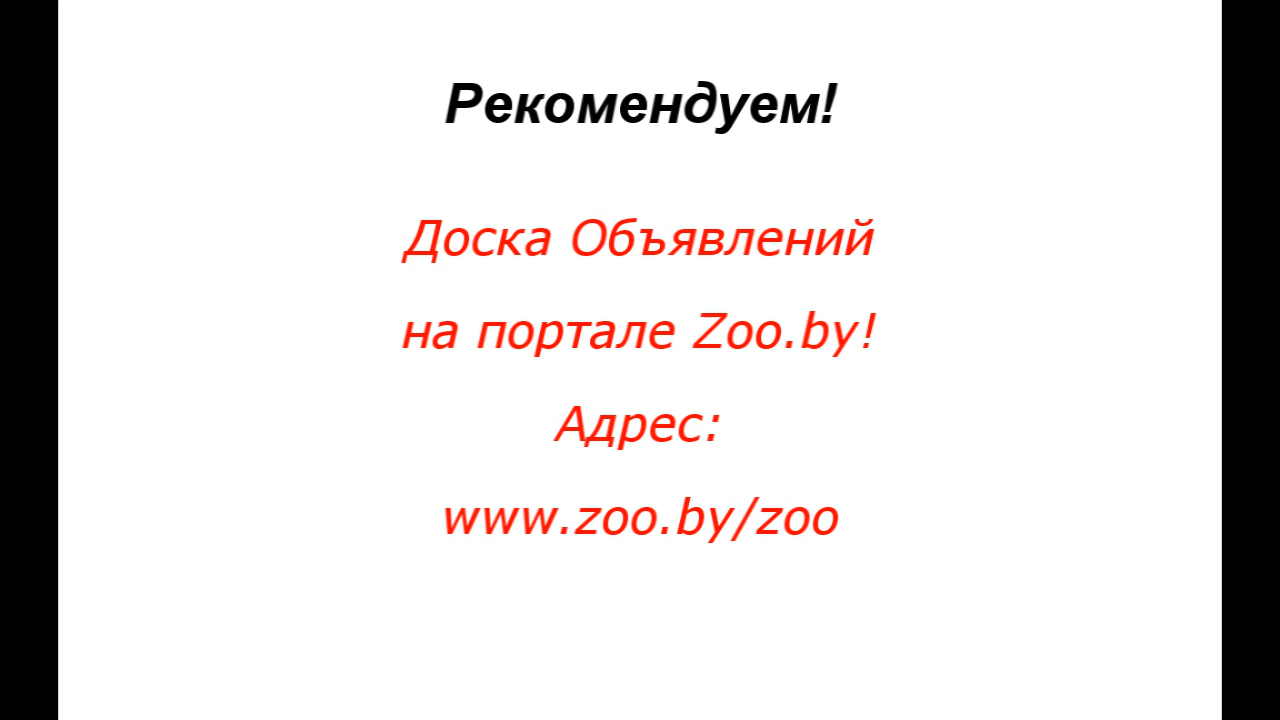 Рекомендуем!
Доска Объявлений
на портале Zoo.by!
Адрес:
www.zoo.by/zoo